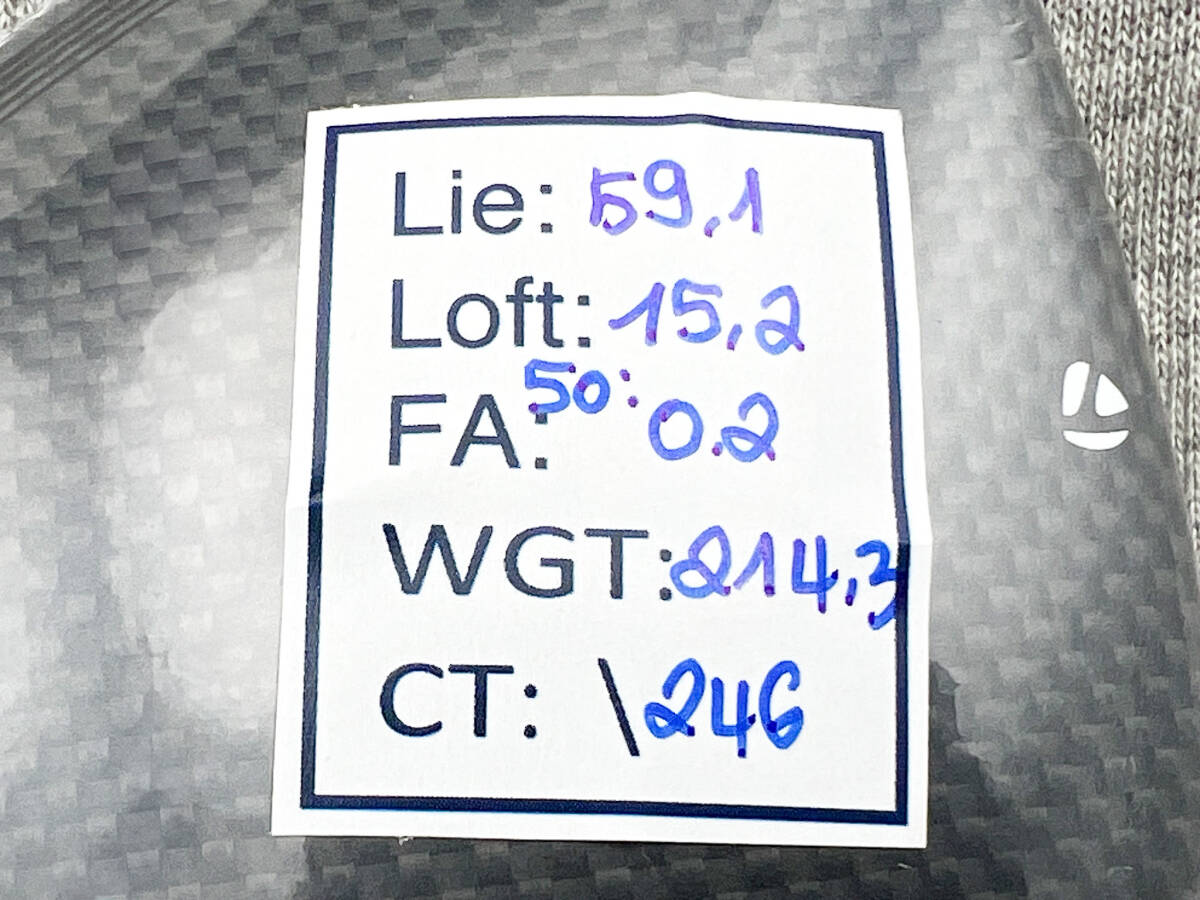 Lie: 59,1
Loft: 15,2
FA: 50: 0.2
WGT: 214,3
CT: \246